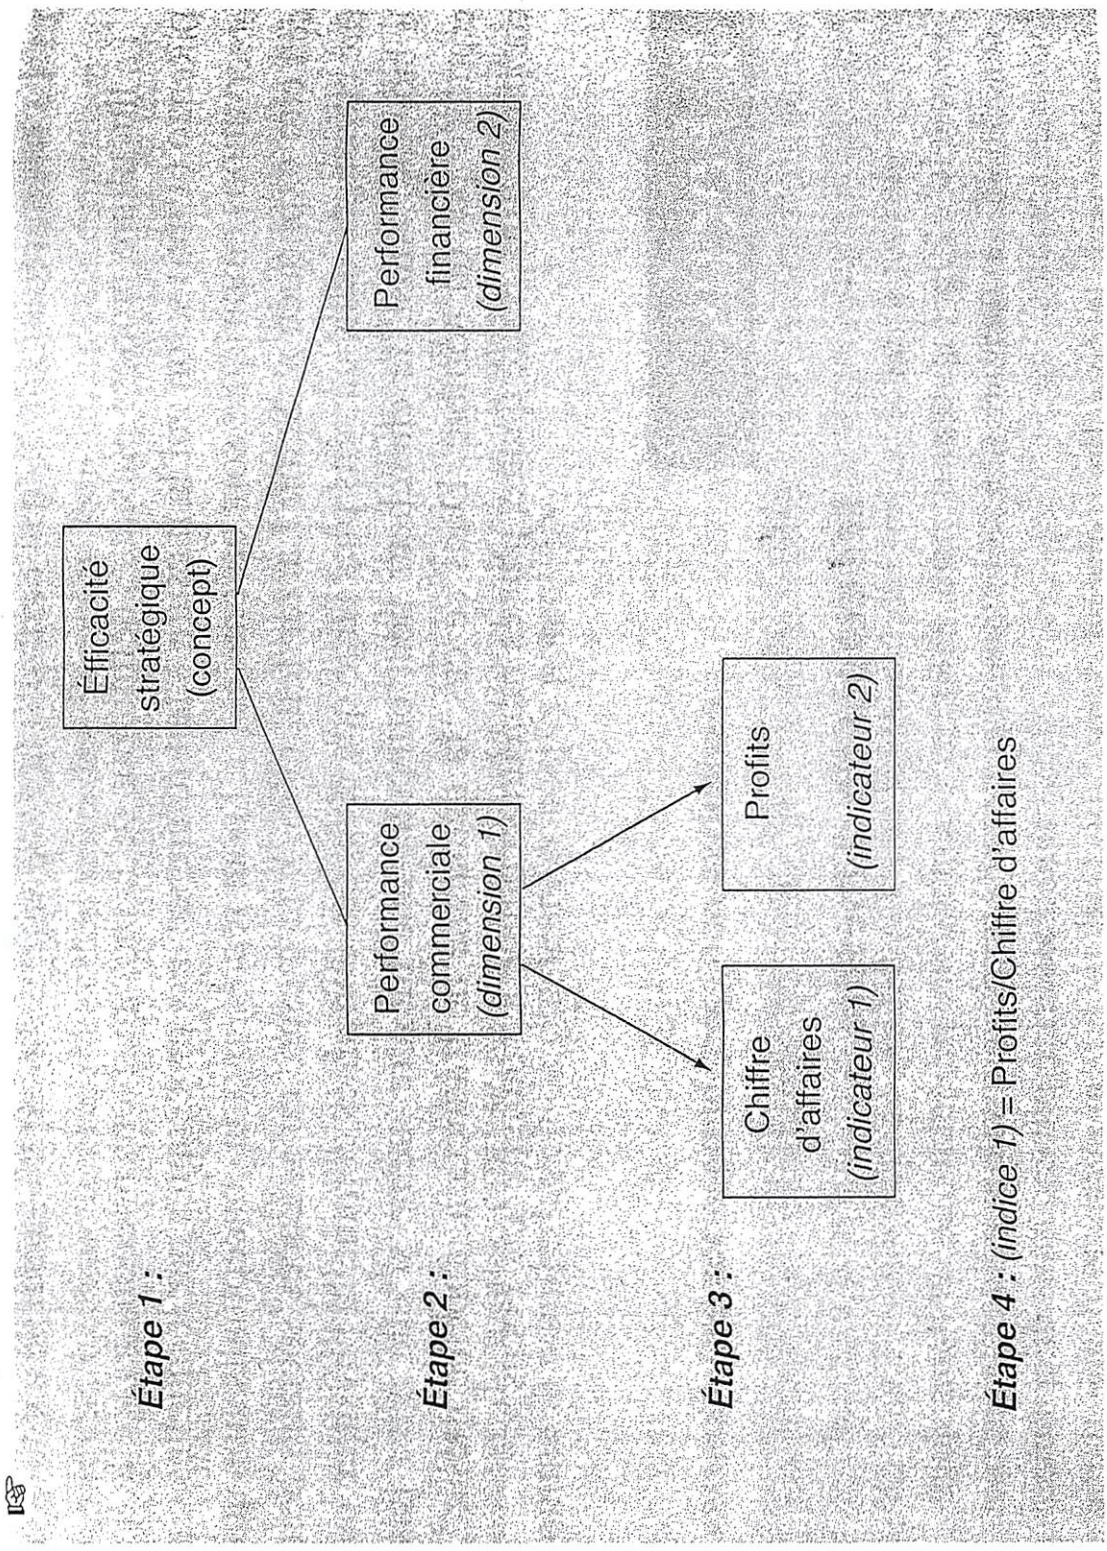 Étape 1 :
Éfficacité
stratégique
(concept)
Étape 2 :
Performance
commerciale
(dimension 1)
Performance
financière
(dimension 2)
Étape 3 :
Chiffre
d'affaires
(indicateur 1)
Profits
(indicateur 2)
Étape 4 : (indice 1) = Profits/Chiffre d'affaires